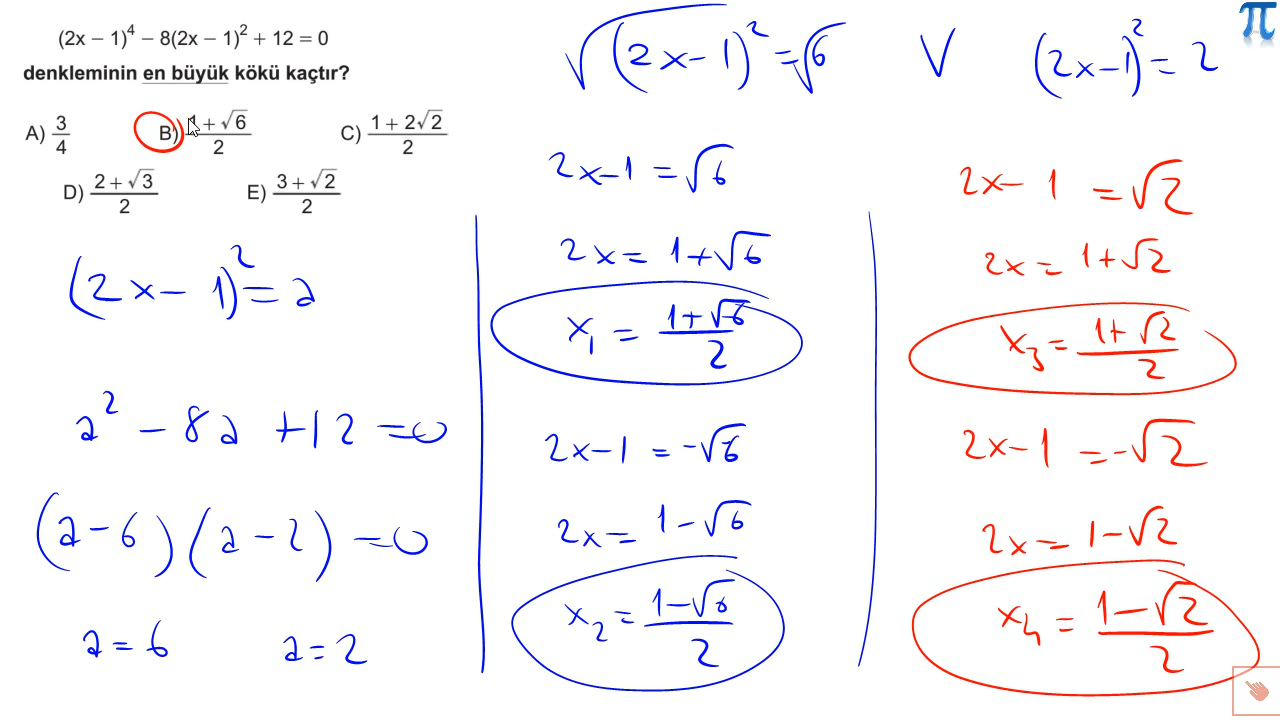 (2x − 1)⁴ − 8(2x − 1)² + 12 = 0
denkleminin en büyük kökü kaçtır?
A) 3/4 B) (1 + √6)/2 C) (1 + 2√2)/2
D) (2 + √3)/2 E) (3 + √2)/2
(2x − 1)² = a
a² − 8a + 12 = 0
(a − 6)(a − 2) = 0
a = 6 a = 2
√(2x − 1)² = √6 V (2x − 1)² = 2
2x − 1 = √6
2x = 1 + √6
x₁ = (1 + √6)/2
2x − 1 = −√6
2x = 1 − √6
x₂ = (1 − √6)/2
2x − 1 = √2
2x = 1 + √2
x₃ = (1 + √2)/2
2x − 1 = −√2
2x = 1 − √2
x₄ = (1 − √2)/2
π